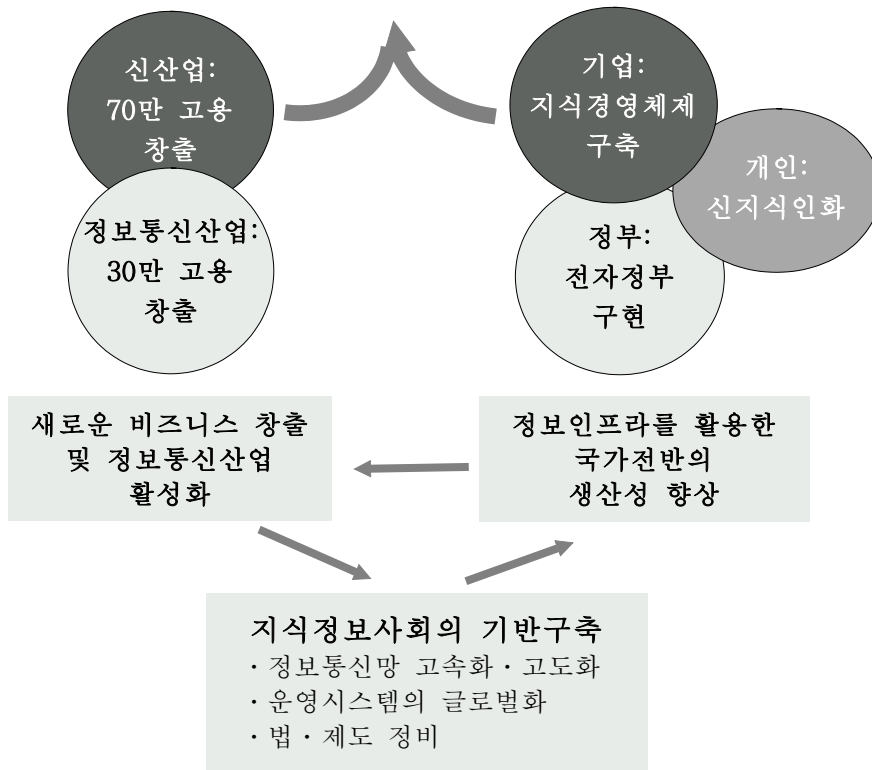 신산업:
70만 고용
창출
정보통신산업:
30만 고용
창출
기업:
지식경영체제
구축
개인:
신지식인화
정부:
전자정부
구현
새로운 비즈니스 창출
및 정보통신산업
활성화
정보인프라를 활용한
국가전반의
생산성 향상
지식정보사회의 기반구축
· 정보통신망 고속화 · 고도화
· 운영시스템의 글로벌화
· 법 · 제도 정비